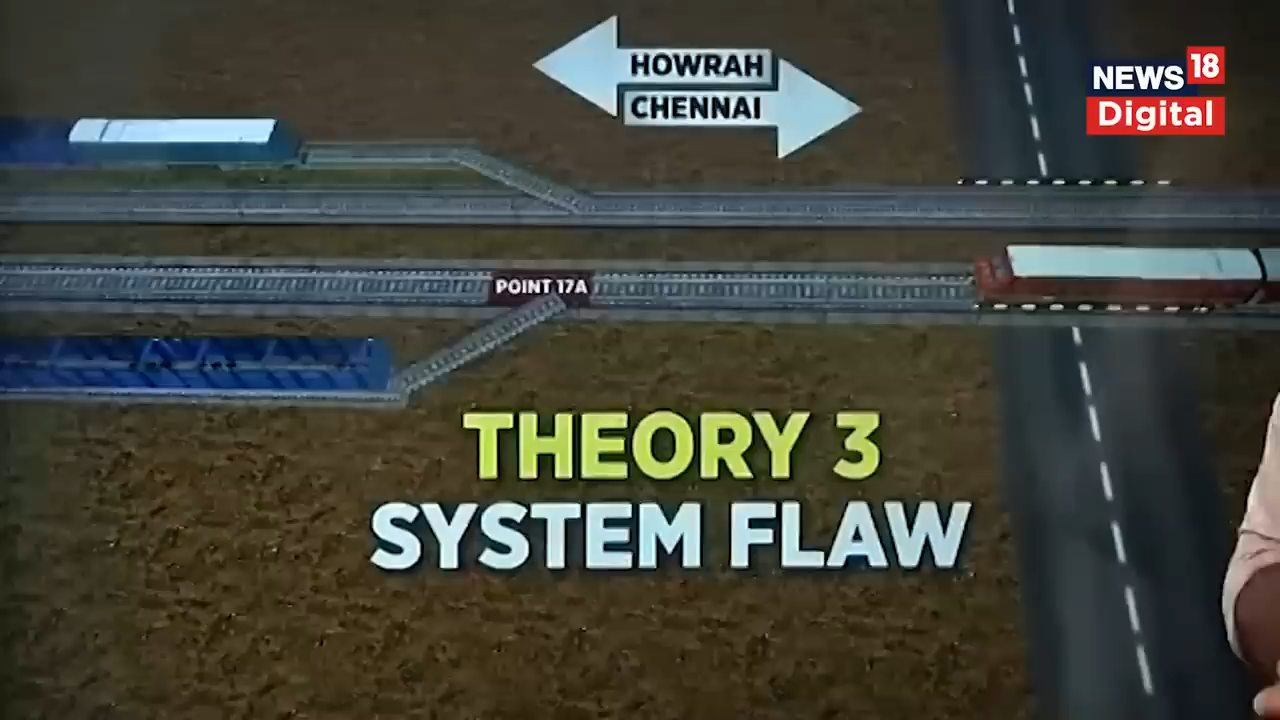 HOWRAH
CHENNAI
NEWS 18
Digital
POINT 17A
THEORY 3
SYSTEM FLAW